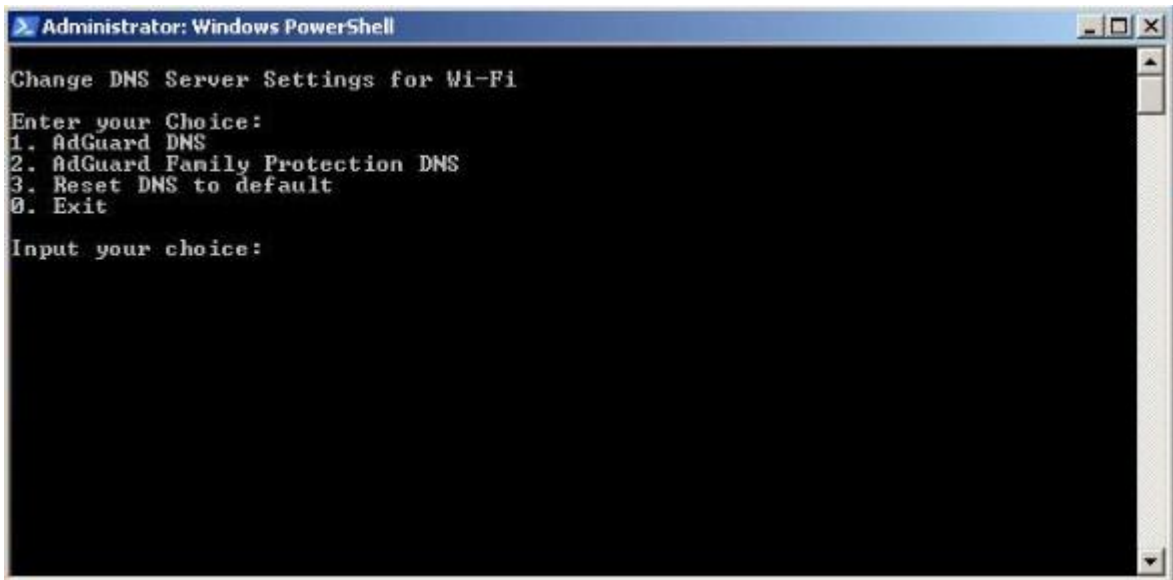 Administrator: Windows PowerShell
Change DNS Server Settings for Wi-Fi
Enter your Choice:
1. AdGuard DNS
2. AdGuard Family Protection DNS
3. Reset DNS to default
0. Exit
Input your choice: